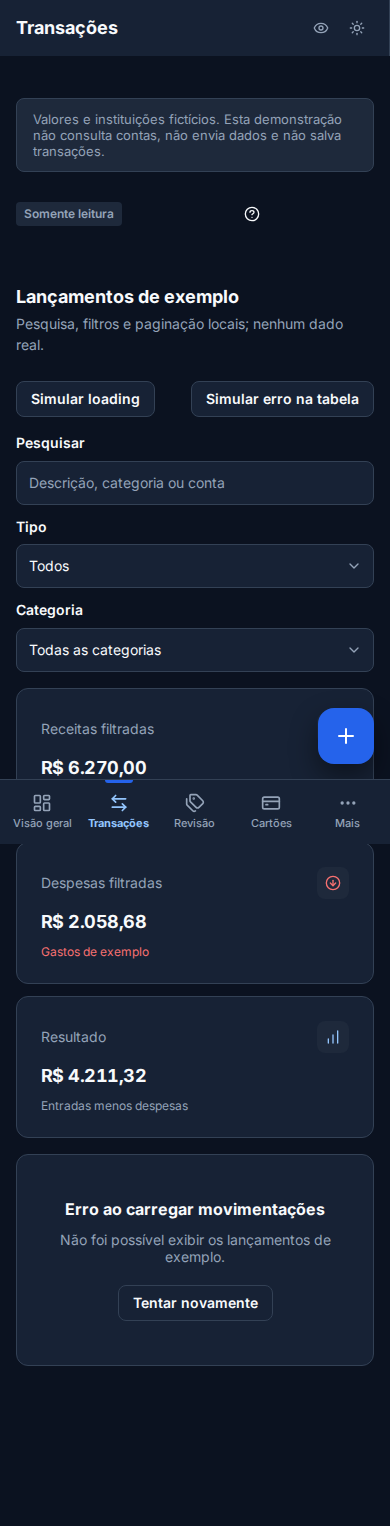 Transações
Valores e instituições fictícios. Esta demonstração
não consulta contas, não envia dados e não salva
transações.
Somente leitura
Lançamentos de exemplo
Pesquisa, filtros e paginação locais; nenhum dado
real.
Simular loading
Simular erro na tabela
Pesquisar
Descrição, categoria ou conta
Tipo
Todos
Categoria
Todas as categorias
Receitas filtradas
R$ 6.270,00
Visão geral
Transações
Revisão
Cartões
Mais
Despesas filtradas
R$ 2.058,68
Gastos de exemplo
Resultado
R$ 4.211,32
Entradas menos despesas
Erro ao carregar movimentações
Não foi possível exibir os lançamentos de
exemplo.
Tentar novamente